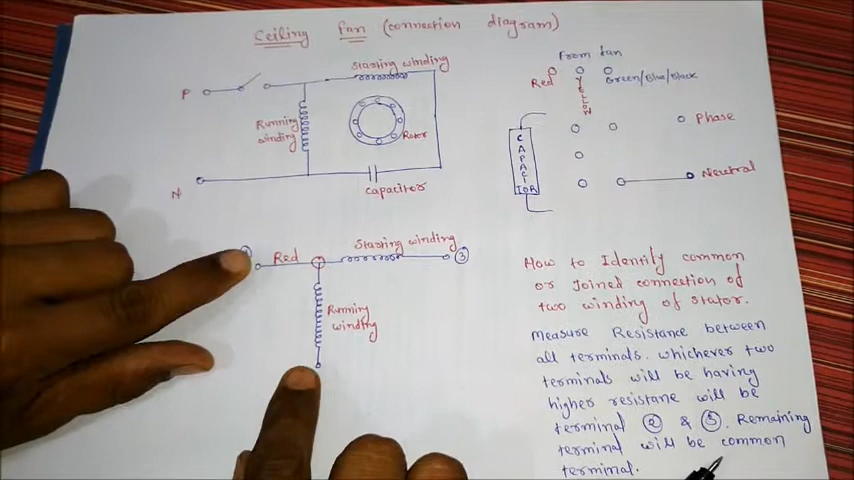 Ceiling Fan (connection diagram)
P
Starting winding
Running
winding
Rotor
N
capacitor
From fan
Red
YELLOW
Green/Blue/Black
Phase
CAPACITOR
Neutral
Red
Starting winding
3
Running
winding
How to Identify common
or Joined connection of
two winding of stator.
Measure Resistance between
all terminals. whichever two
terminals will be having
higher resistane will be
terminal 2 & 3. Remaining
terminal will be common
terminal.